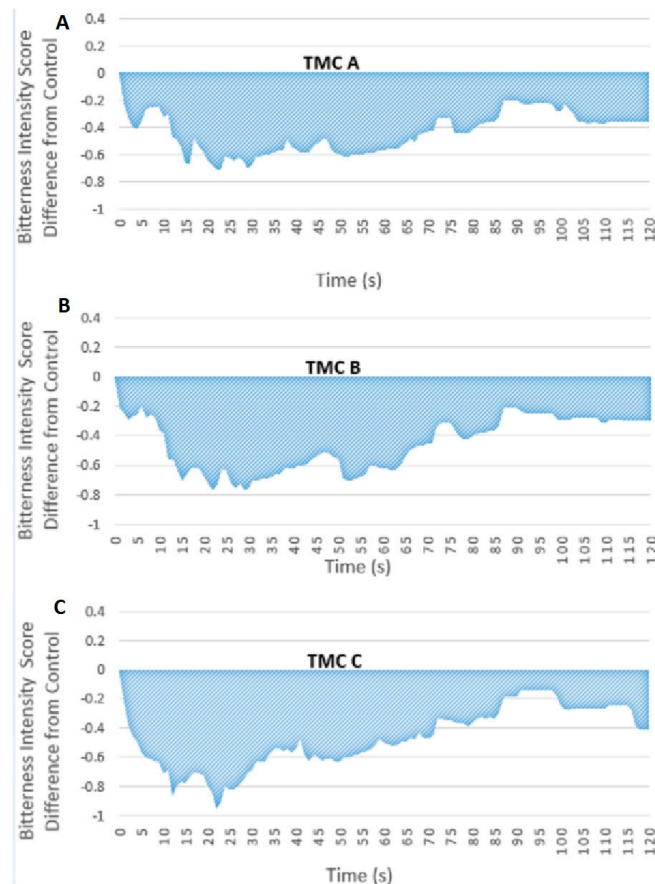 A
Bitterness Intensity Score
Difference from Control
0.4
0.2
0
-0.2
-0.4
-0.6
-0.8
-1
TMC A
0 5 10 15 20 25 30 35 40 45 50 55 60 65 70 75 80 85 90 95 100 105 110 115 120
Time (s)
B
Bitterness Intensity Score
Difference from Control
0.4
0.2
0
-0.2
-0.4
-0.6
-0.8
-1
TMC B
0 5 10 15 20 25 30 35 40 45 50 55 60 65 70 75 80 85 90 95 100 105 110 115 120
Time (s)
C
Bitterness Intensity Score
Difference from Control
0.4
0.2
0
-0.2
-0.4
-0.6
-0.8
-1
TMC C
0 5 10 15 20 25 30 35 40 45 50 55 60 65 70 75 80 85 90 95 100 105 110 115 120
Time (s)